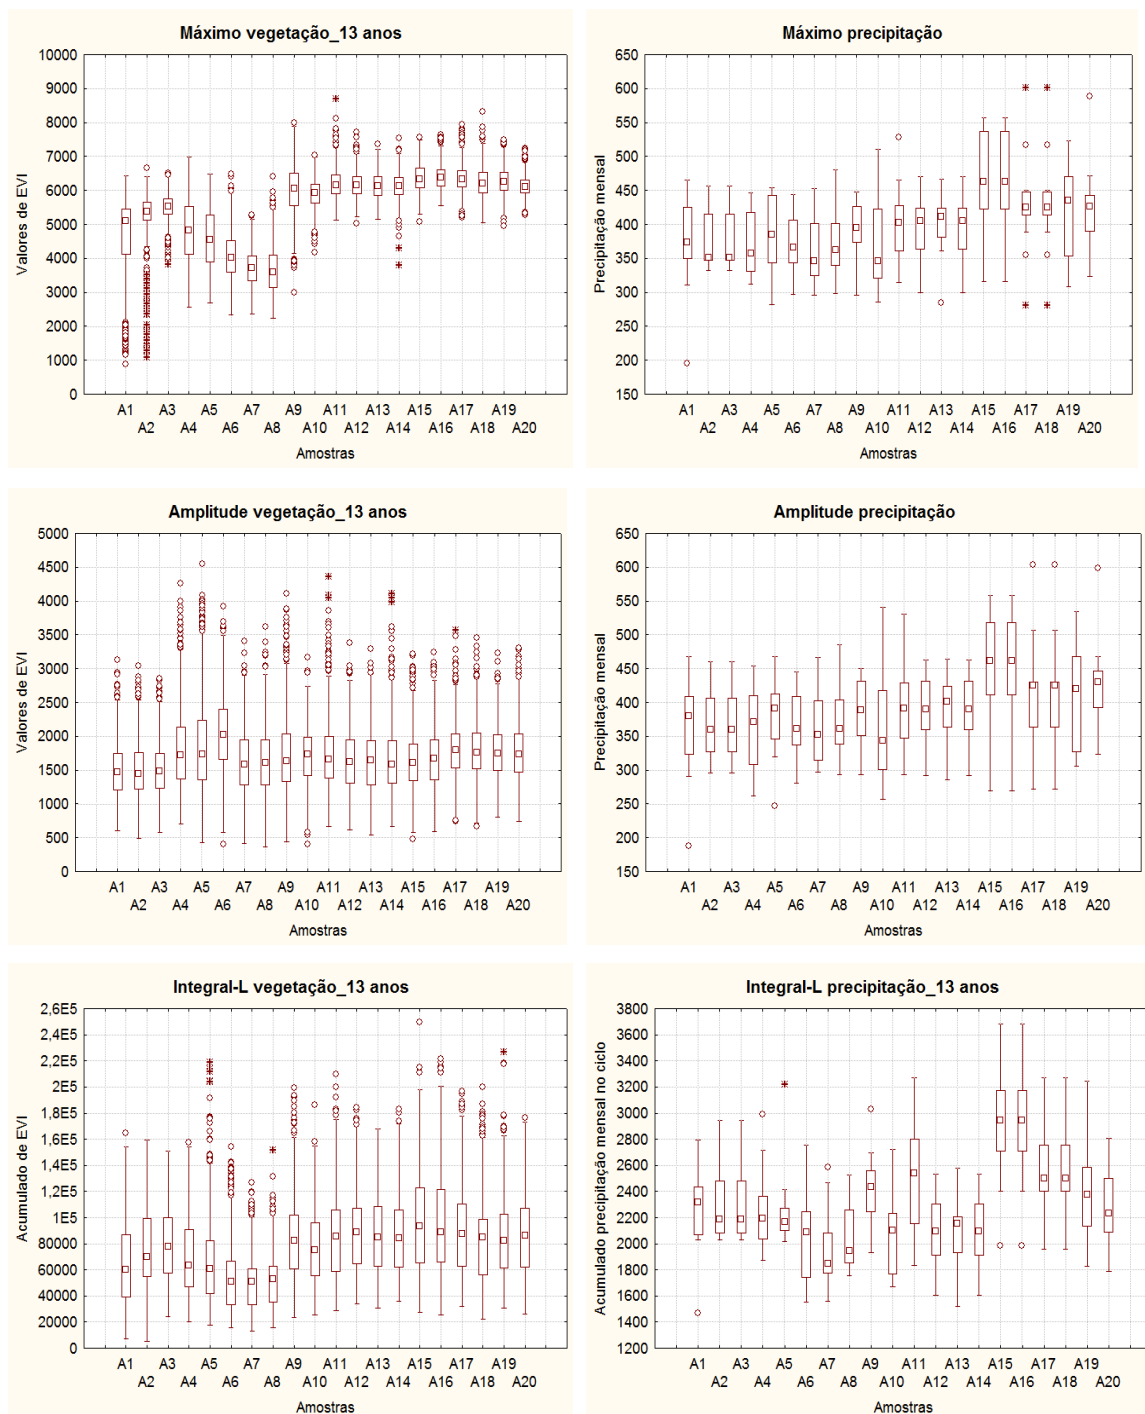 Máximo vegetação_13 anos
Valores de EVI
10000
9000
8000
7000
6000
5000
4000
3000
2000
1000
0
A1 A3 A5 A7 A9 A11 A13 A15 A17 A19
A2 A4 A6 A8 A10 A12 A14 A16 A18 A20
Amostras
Máximo precipitação
Precipitação mensal
650
600
550
500
450
400
350
300
250
200
150
A1 A3 A5 A7 A9 A11 A13 A15 A17 A19
A2 A4 A6 A8 A10 A12 A14 A16 A18 A20
Amostras
Amplitude vegetação_13 anos
Valores de EVI
5000
4500
4000
3500
3000
2500
2000
1500
1000
500
0
A1 A3 A5 A7 A9 A11 A13 A15 A17 A19
A2 A4 A6 A8 A10 A12 A14 A16 A18 A20
Amostras
Amplitude precipitação
Precipitação mensal
650
600
550
500
450
400
350
300
250
200
150
A1 A3 A5 A7 A9 A11 A13 A15 A17 A19
A2 A4 A6 A8 A10 A12 A14 A16 A18 A20
Amostras
Integral-L vegetação_13 anos
Acumulado de EVI
2,6E5
2,4E5
2,2E5
2E5
1,8E5
1,6E5
1,4E5
1,2E5
1E5
80000
60000
40000
20000
0
A1 A3 A5 A7 A9 A11 A13 A15 A17 A19
A2 A4 A6 A8 A10 A12 A14 A16 A18 A20
Amostras
Integral-L precipitação_13 anos
Acumulado precipitação mensal no ciclo
3800
3600
3400
3200
3000
2800
2600
2400
2200
2000
1800
1600
1400
1200
A1 A3 A5 A7 A9 A11 A13 A15 A17 A19
A2 A4 A6 A8 A10 A12 A14 A16 A18 A20
Amostras